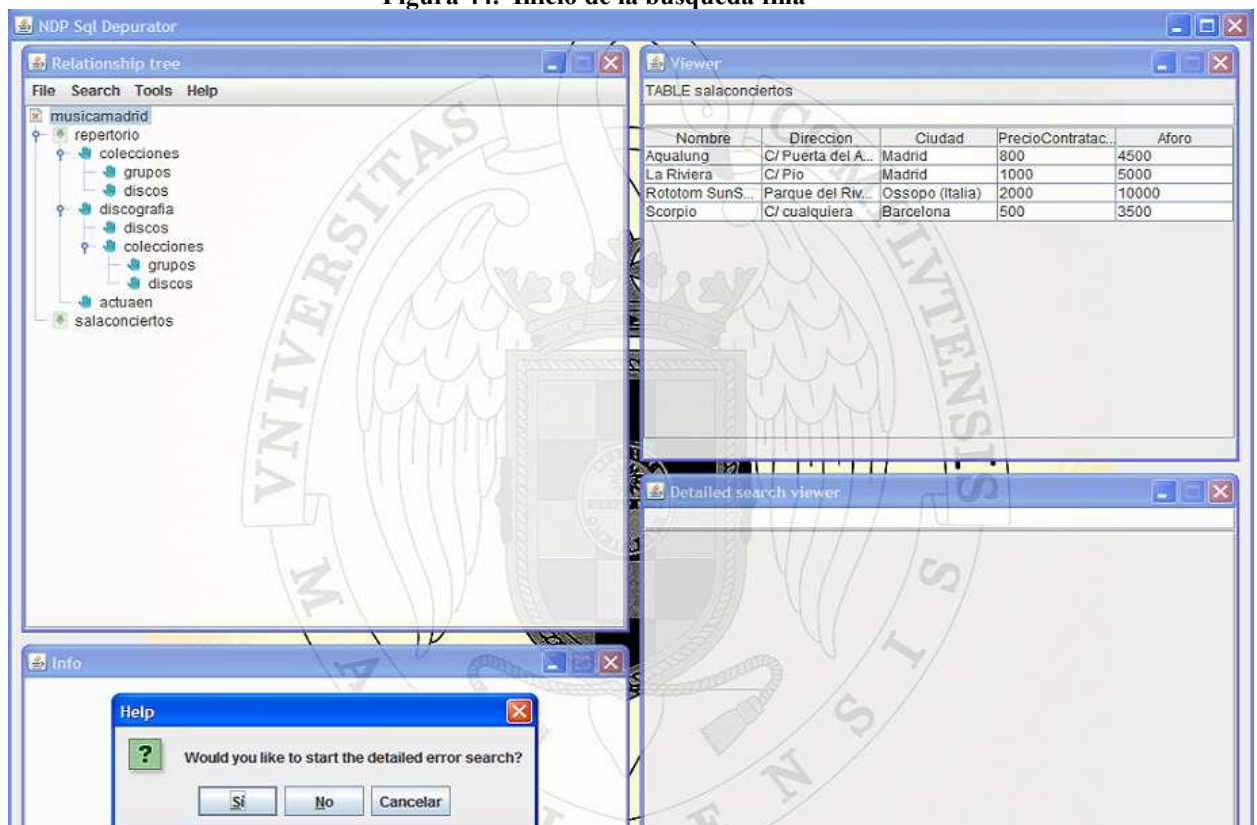 Figura 44. Inicio de la búsqueda fina
NDP Sql Depurator
Relationship tree
File Search Tools Help
musicamadrid
repertorio
colecciones
grupos
discos
discografia
discos
colecciones
grupos
discos
actuaen
salaconciertos
Viewer
TABLE salaconciertos
Nombre Direccion Ciudad PrecioContratac... Aforo
Aqualung C/ Puerta del A... Madrid 800 4500
La Riviera C/ Pio Madrid 1000 5000
Rototom SunS... Parque del Riv... Ossopo (Italia) 2000 10000
Scorpio C/ cualquiera Barcelona 500 3500
Detailed search viewer
Info
Help
Would you like to start the detailed error search?
Sí No Cancelar